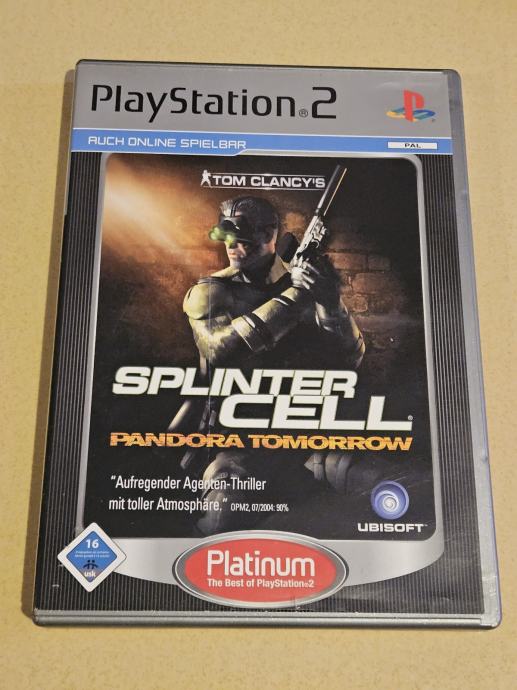 PlayStation®2
AUCH ONLINE SPIELBAR
PAL
TOM CLANCY'S
SPLINTER
CELL®
PANDORA TOMORROW
"Aufregender Agenten-Thriller
mit toller Atmosphäre." OPM2, 07/2004: 90%
UBISOFT
16
usk
Platinum
The Best of PlayStation®2